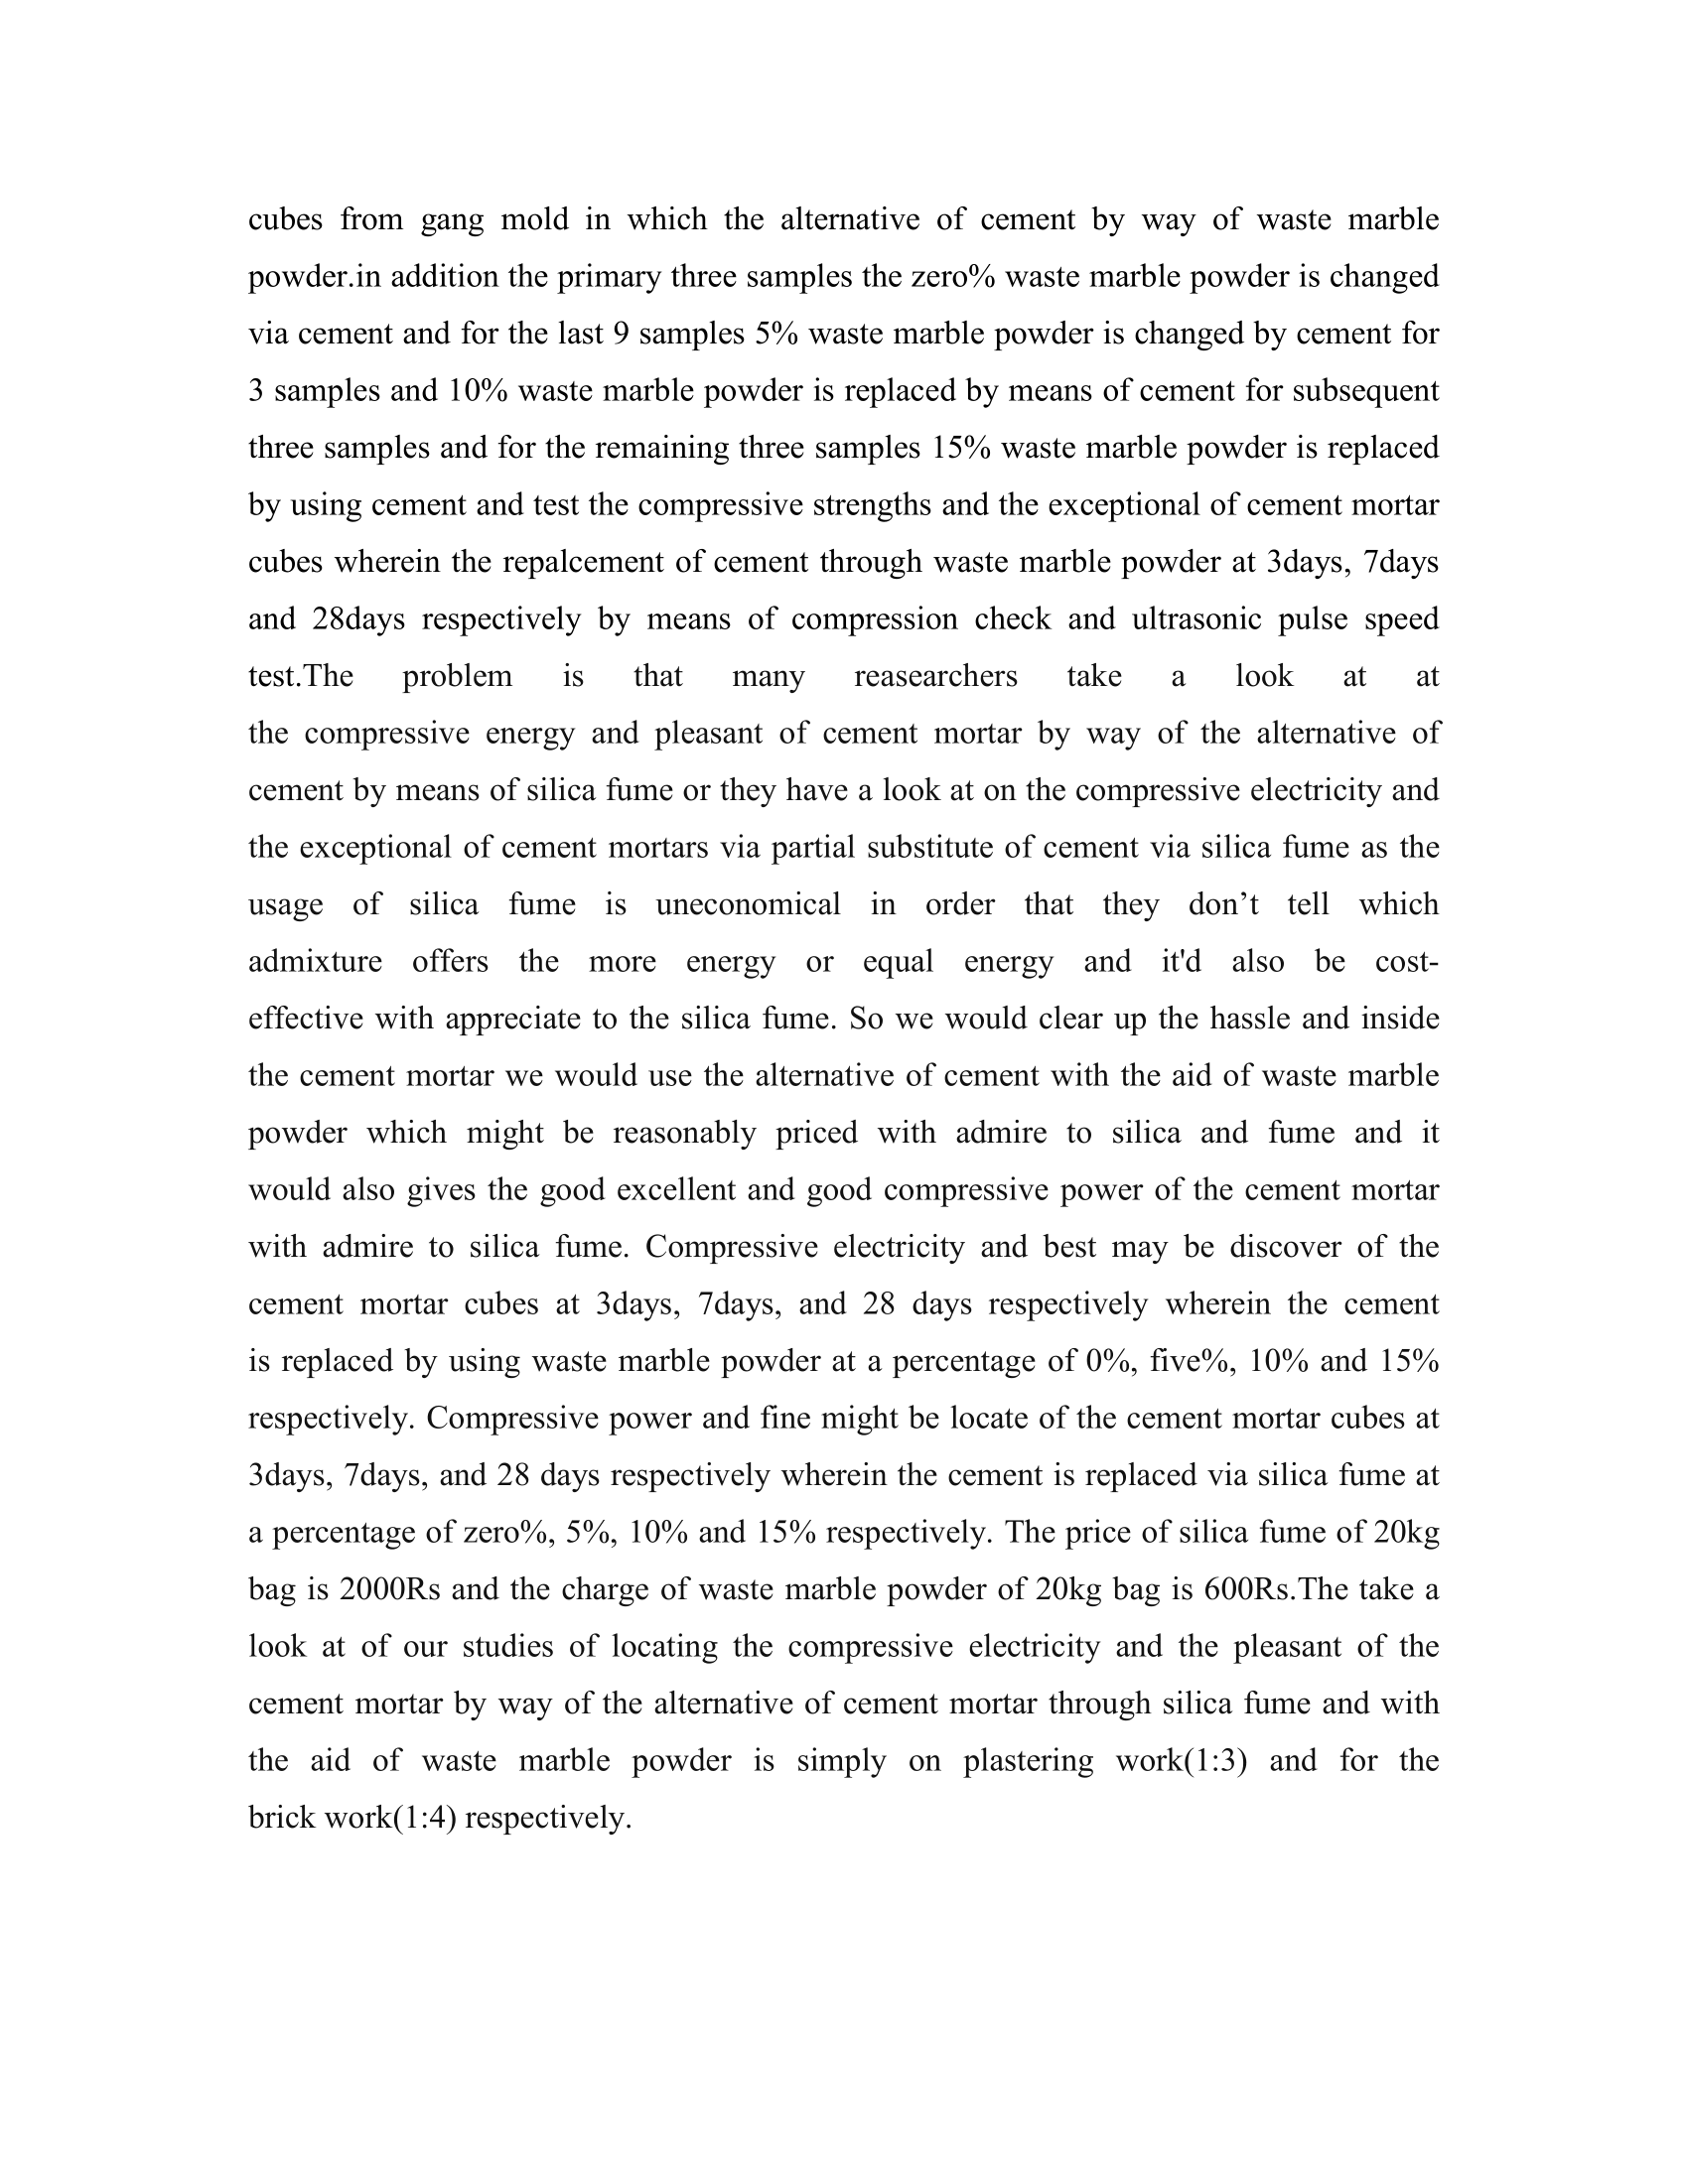 cubes from gang mold in which the alternative of cement by way of waste marble
powder.in addition the primary three samples the zero% waste marble powder is changed
via cement and for the last 9 samples 5% waste marble powder is changed by cement for
3 samples and 10% waste marble powder is replaced by means of cement for subsequent
three samples and for the remaining three samples 15% waste marble powder is replaced
by using cement and test the compressive strengths and the exceptional of cement mortar
cubes wherein the repalcement of cement through waste marble powder at 3days, 7days
and 28days respectively by means of compression check and ultrasonic pulse speed
test.The problem is that many reasearchers take a look at at
the compressive energy and pleasant of cement mortar by way of the alternative of
cement by means of silica fume or they have a look at on the compressive electricity and
the exceptional of cement mortars via partial substitute of cement via silica fume as the
usage of silica fume is uneconomical in order that they don’t tell which
admixture offers the more energy or equal energy and it'd also be cost-
effective with appreciate to the silica fume. So we would clear up the hassle and inside
the cement mortar we would use the alternative of cement with the aid of waste marble
powder which might be reasonably priced with admire to silica and fume and it
would also gives the good excellent and good compressive power of the cement mortar
with admire to silica fume. Compressive electricity and best may be discover of the
cement mortar cubes at 3days, 7days, and 28 days respectively wherein the cement
is replaced by using waste marble powder at a percentage of 0%, five%, 10% and 15%
respectively. Compressive power and fine might be locate of the cement mortar cubes at
3days, 7days, and 28 days respectively wherein the cement is replaced via silica fume at
a percentage of zero%, 5%, 10% and 15% respectively. The price of silica fume of 20kg
bag is 2000Rs and the charge of waste marble powder of 20kg bag is 600Rs.The take a
look at of our studies of locating the compressive electricity and the pleasant of the
cement mortar by way of the alternative of cement mortar through silica fume and with
the aid of waste marble powder is simply on plastering work(1:3) and for the
brick work(1:4) respectively.